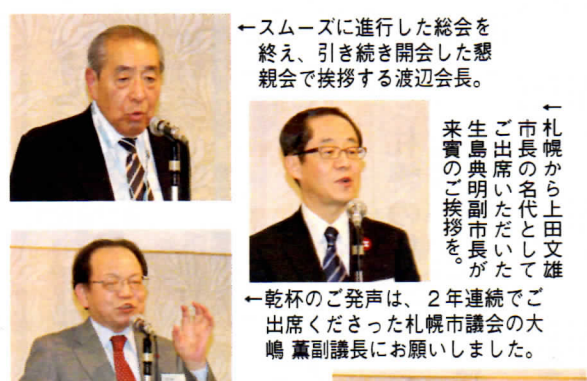 ←スムーズに進行した総会を
終え、引き続き開会した懇
親会で挨拶する渡辺会長。
←札幌から上田文雄
市長の名代として
ご出席いただいた
生島典明副市長が
来賓のご挨拶を。
←乾杯のご発声は、２年連続でご
出席くださった札幌市議会の大
嶋 薫副議長にお願いしました。